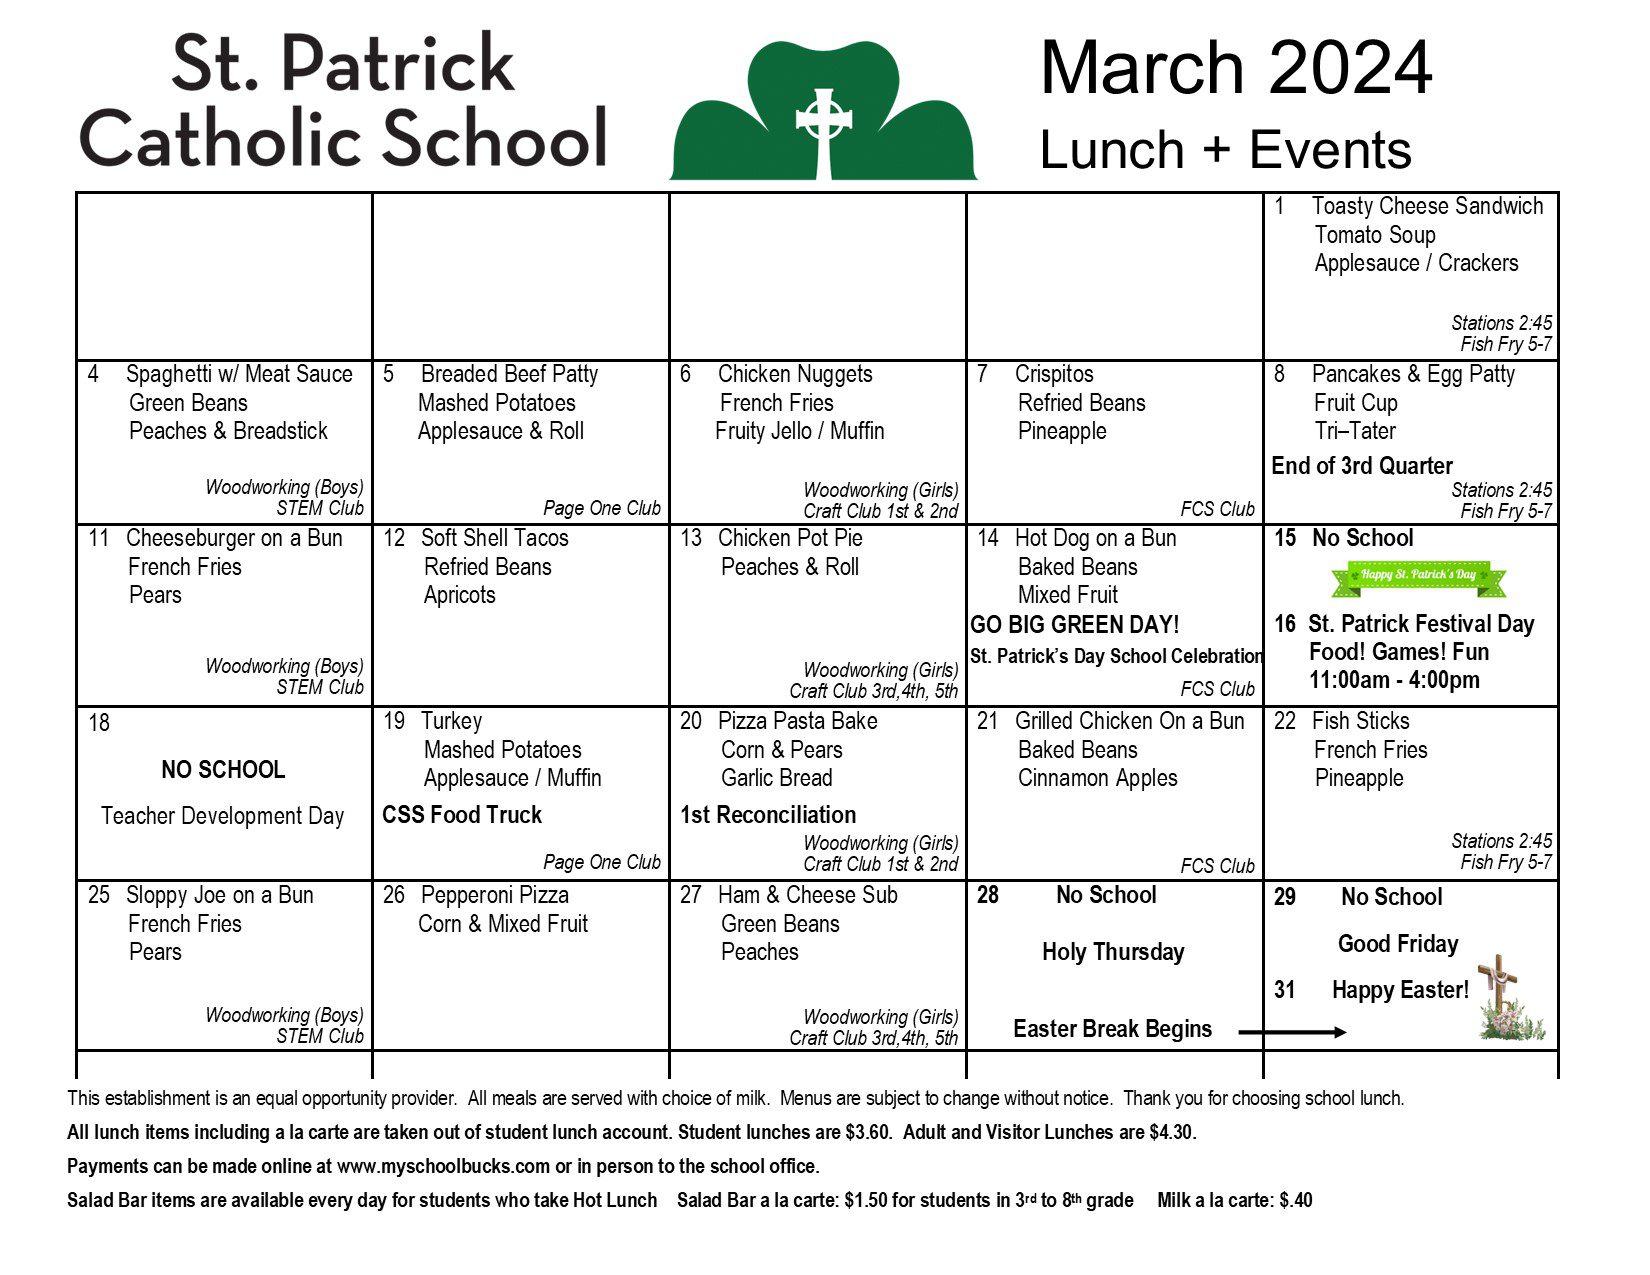 St. Patrick
Catholic School
March 2024
Lunch + Events
1 Toasty Cheese Sandwich
Tomato Soup
Applesauce / Crackers
Stations 2:45
Fish Fry 5-7
4 Spaghetti w/ Meat Sauce
Green Beans
Peaches & Breadstick
Woodworking (Boys)
STEM Club
5 Breaded Beef Patty
Mashed Potatoes
Applesauce & Roll
Page One Club
6 Chicken Nuggets
French Fries
Fruity Jello / Muffin
Woodworking (Girls)
Craft Club 1st & 2nd
7 Crispitos
Refried Beans
Pineapple
FCS Club
8 Pancakes & Egg Patty
Fruit Cup
Tri–Tater
End of 3rd Quarter
Stations 2:45
Fish Fry 5-7
11 Cheeseburger on a Bun
French Fries
Pears
Woodworking (Boys)
STEM Club
12 Soft Shell Tacos
Refried Beans
Apricots
13 Chicken Pot Pie
Peaches & Roll
Woodworking (Girls)
Craft Club 3rd,4th, 5th
14 Hot Dog on a Bun
Baked Beans
Mixed Fruit
GO BIG GREEN DAY!
St. Patrick's Day School Celebration
FCS Club
15 No School
Happy St. Patrick's Day
16 St. Patrick Festival Day
Food! Games! Fun
11:00am - 4:00pm
18
NO SCHOOL
Teacher Development Day
19 Turkey
Mashed Potatoes
Applesauce / Muffin
CSS Food Truck
Page One Club
20 Pizza Pasta Bake
Corn & Pears
Garlic Bread
1st Reconciliation
Woodworking (Girls)
Craft Club 1st & 2nd
21 Grilled Chicken On a Bun
Baked Beans
Cinnamon Apples
FCS Club
22 Fish Sticks
French Fries
Pineapple
Stations 2:45
Fish Fry 5-7
25 Sloppy Joe on a Bun
French Fries
Pears
Woodworking (Boys)
STEM Club
26 Pepperoni Pizza
Corn & Mixed Fruit
27 Ham & Cheese Sub
Green Beans
Peaches
Woodworking (Girls)
Craft Club 3rd,4th, 5th
28 No School
Holy Thursday
Easter Break Begins
29 No School
Good Friday
31 Happy Easter!
This establishment is an equal opportunity provider. All meals are served with choice of milk. Menus are subject to change without notice. Thank you for choosing school lunch.
All lunch items including a la carte are taken out of student lunch account. Student lunches are $3.60. Adult and Visitor Lunches are $4.30.
Payments can be made online at www.myschoolbucks.com or in person to the school office.
Salad Bar items are available every day for students who take Hot Lunch Salad Bar a la carte: $1.50 for students in 3rd to 8th grade Milk a la carte: $.40